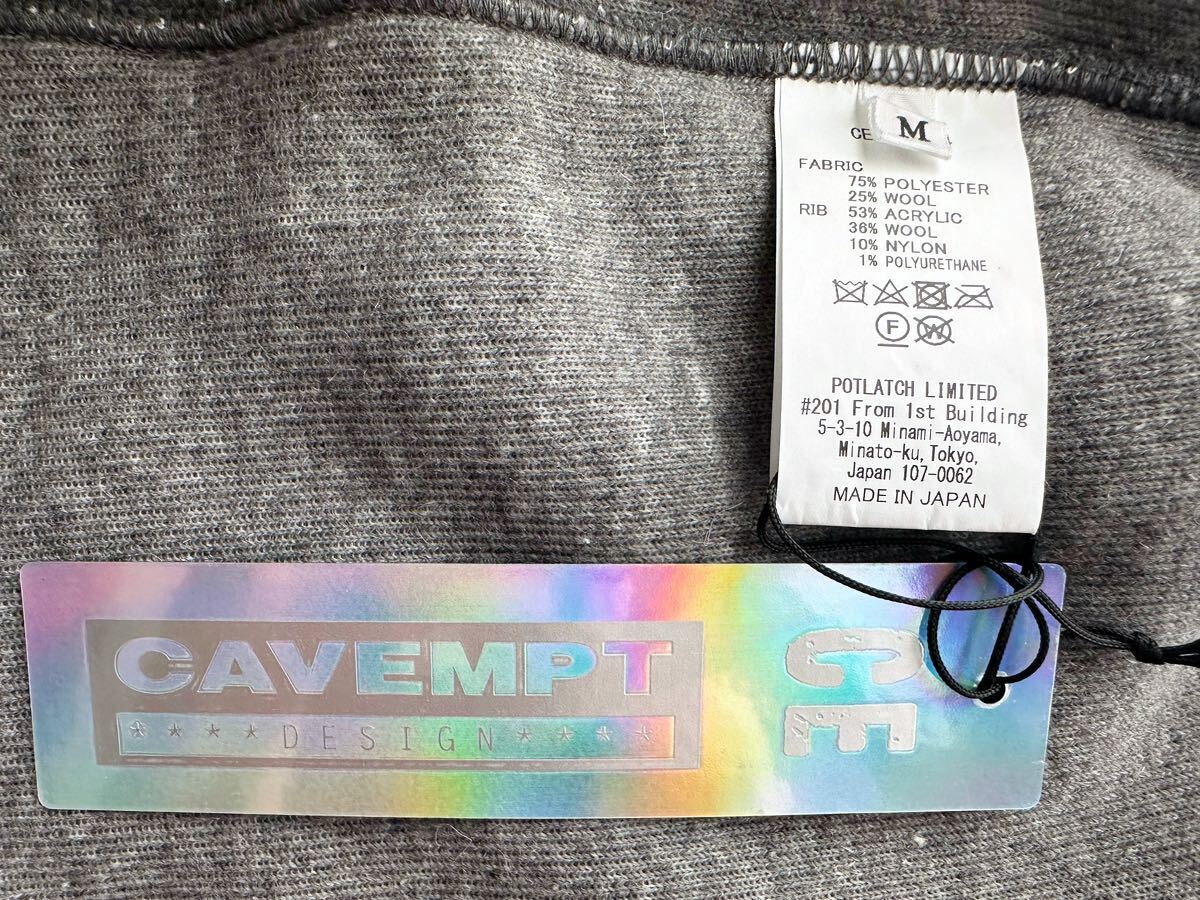 M
CE
FABRIC
75% POLYESTER
25% WOOL
RIB 53% ACRYLIC
36% WOOL
10% NYLON
1% POLYURETHANE
F W
POTLATCH LIMITED
#201 From 1st Building
5-3-10 Minami-Aoyama,
Minato-ku,Tokyo,
Japan 107-0062
MADE IN JAPAN
CAVEMPT
****DESIGN****
C
E